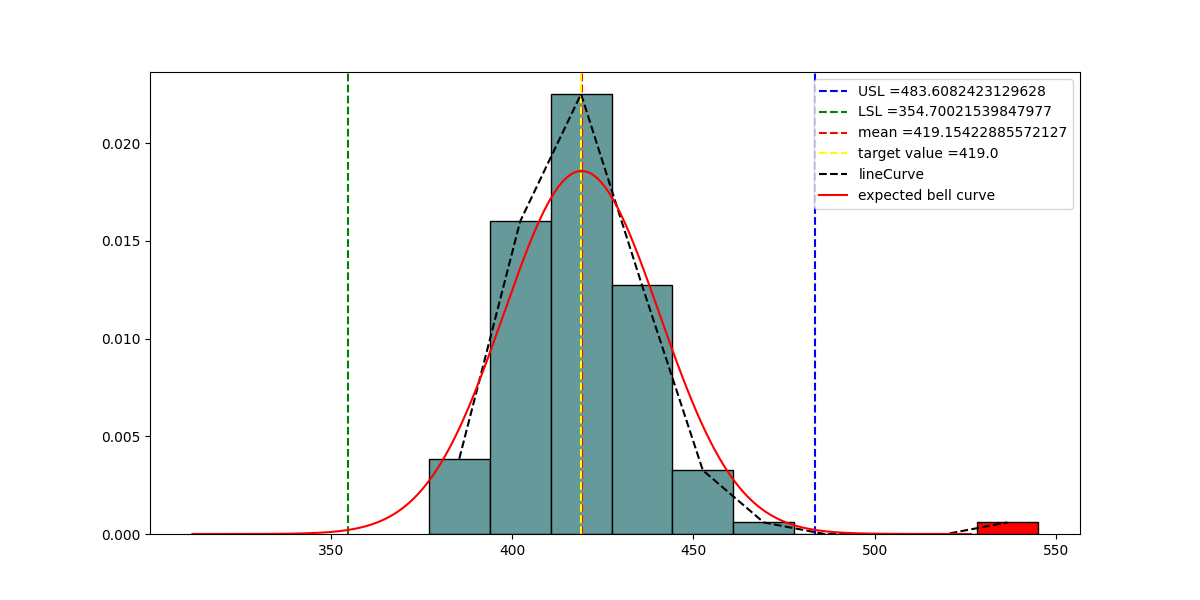 USL =483.6082423129628
LSL =354.70021539847977
mean =419.15422885572127
target value =419.0
lineCurve
expected bell curve
0.020
0.015
0.010
0.005
0.000
350
400
450
500
550